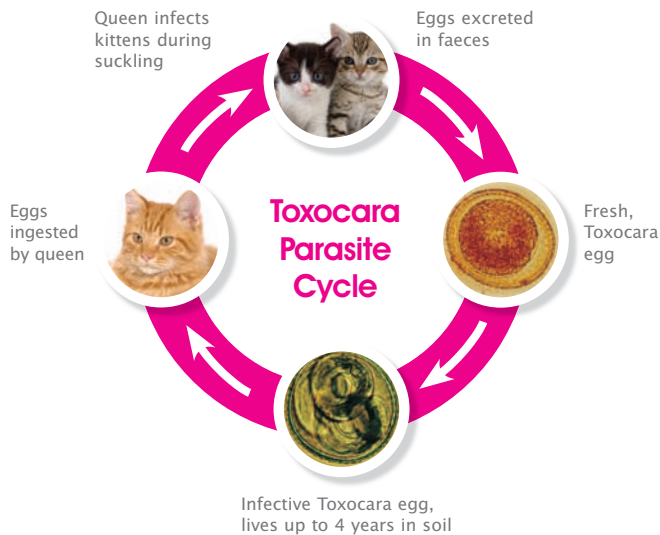 Queen infects
kittens during
suckling
Eggs excreted
in faeces
Eggs
ingested
by queen
Toxocara
Parasite
Cycle
Fresh,
Toxocara
egg
Infective Toxocara egg,
lives up to 4 years in soil